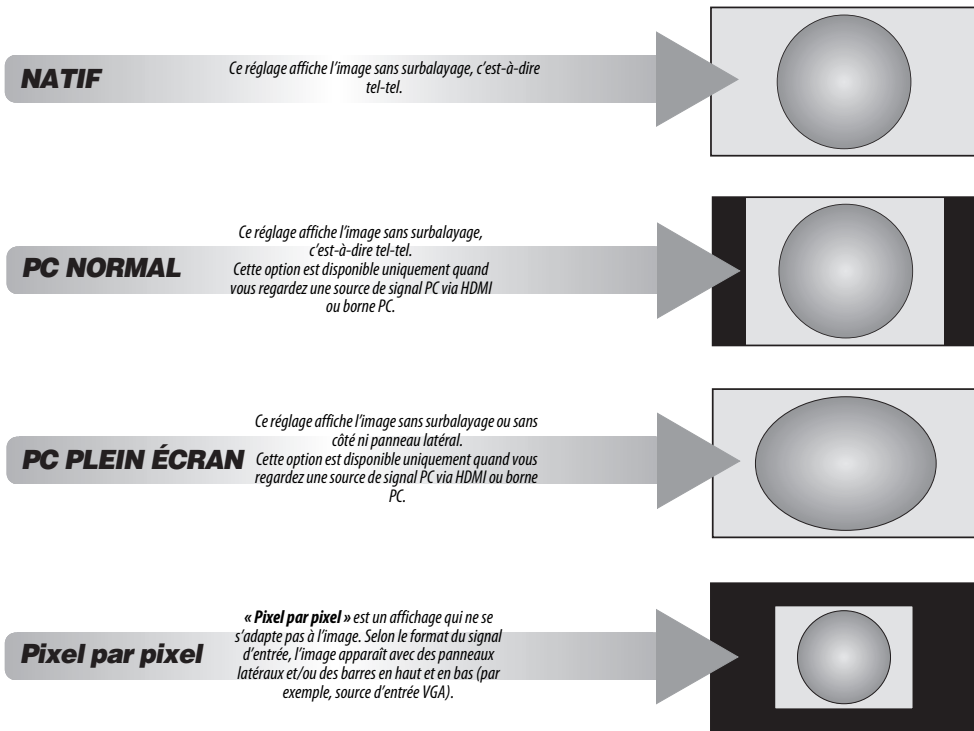 NATIF
Ce réglage affiche l'image sans surbalayage, c'est-à-dire
tel-tel.
PC NORMAL
Ce réglage affiche l'image sans surbalayage,
c'est-à-dire tel-tel.
Cette option est disponible uniquement quand
vous regardez une source de signal PC via HDMI
ou borne PC.
PC PLEIN ÉCRAN
Ce réglage affiche l'image sans surbalayage ou sans
côté ni panneau latéral.
Cette option est disponible uniquement quand vous
regardez une source de signal PC via HDMI ou borne
PC.
Pixel par pixel
« Pixel par pixel » est un affichage qui ne se
s'adapte pas à l'image. Selon le format du signal
d'entrée, l'image apparaît avec des panneaux
latéraux et/ou des barres en haut et en bas (par
exemple, source d'entrée VGA).